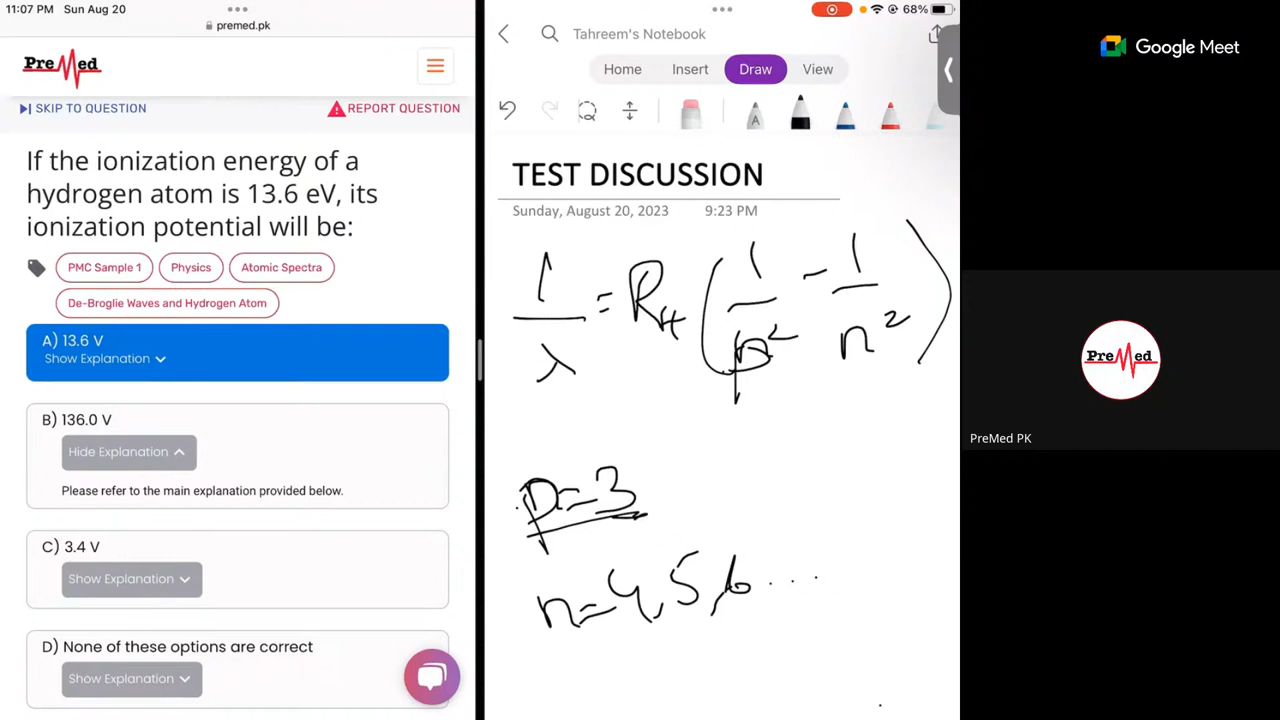 11:07 PM Sun Aug 20
premed.pk
68%
PreMed
SKIP TO QUESTION
REPORT QUESTION
If the ionization energy of a
hydrogen atom is 13.6 eV, its
ionization potential will be:
PMC Sample 1
Physics
Atomic Spectra
De-Broglie Waves and Hydrogen Atom
A) 13.6 V
Show Explanation
B) 136.0 V
Hide Explanation
Please refer to the main explanation provided below.
C) 3.4 V
Show Explanation
D) None of these options are correct
Show Explanation
Tahreem's Notebook
Home Insert Draw View
A
TEST DISCUSSION
Sunday, August 20, 2023 9:23 PM
1/λ = RH (1/p² - 1/n²)
p=3
n=4,5,6...
Google Meet
PreMed
PreMed PK